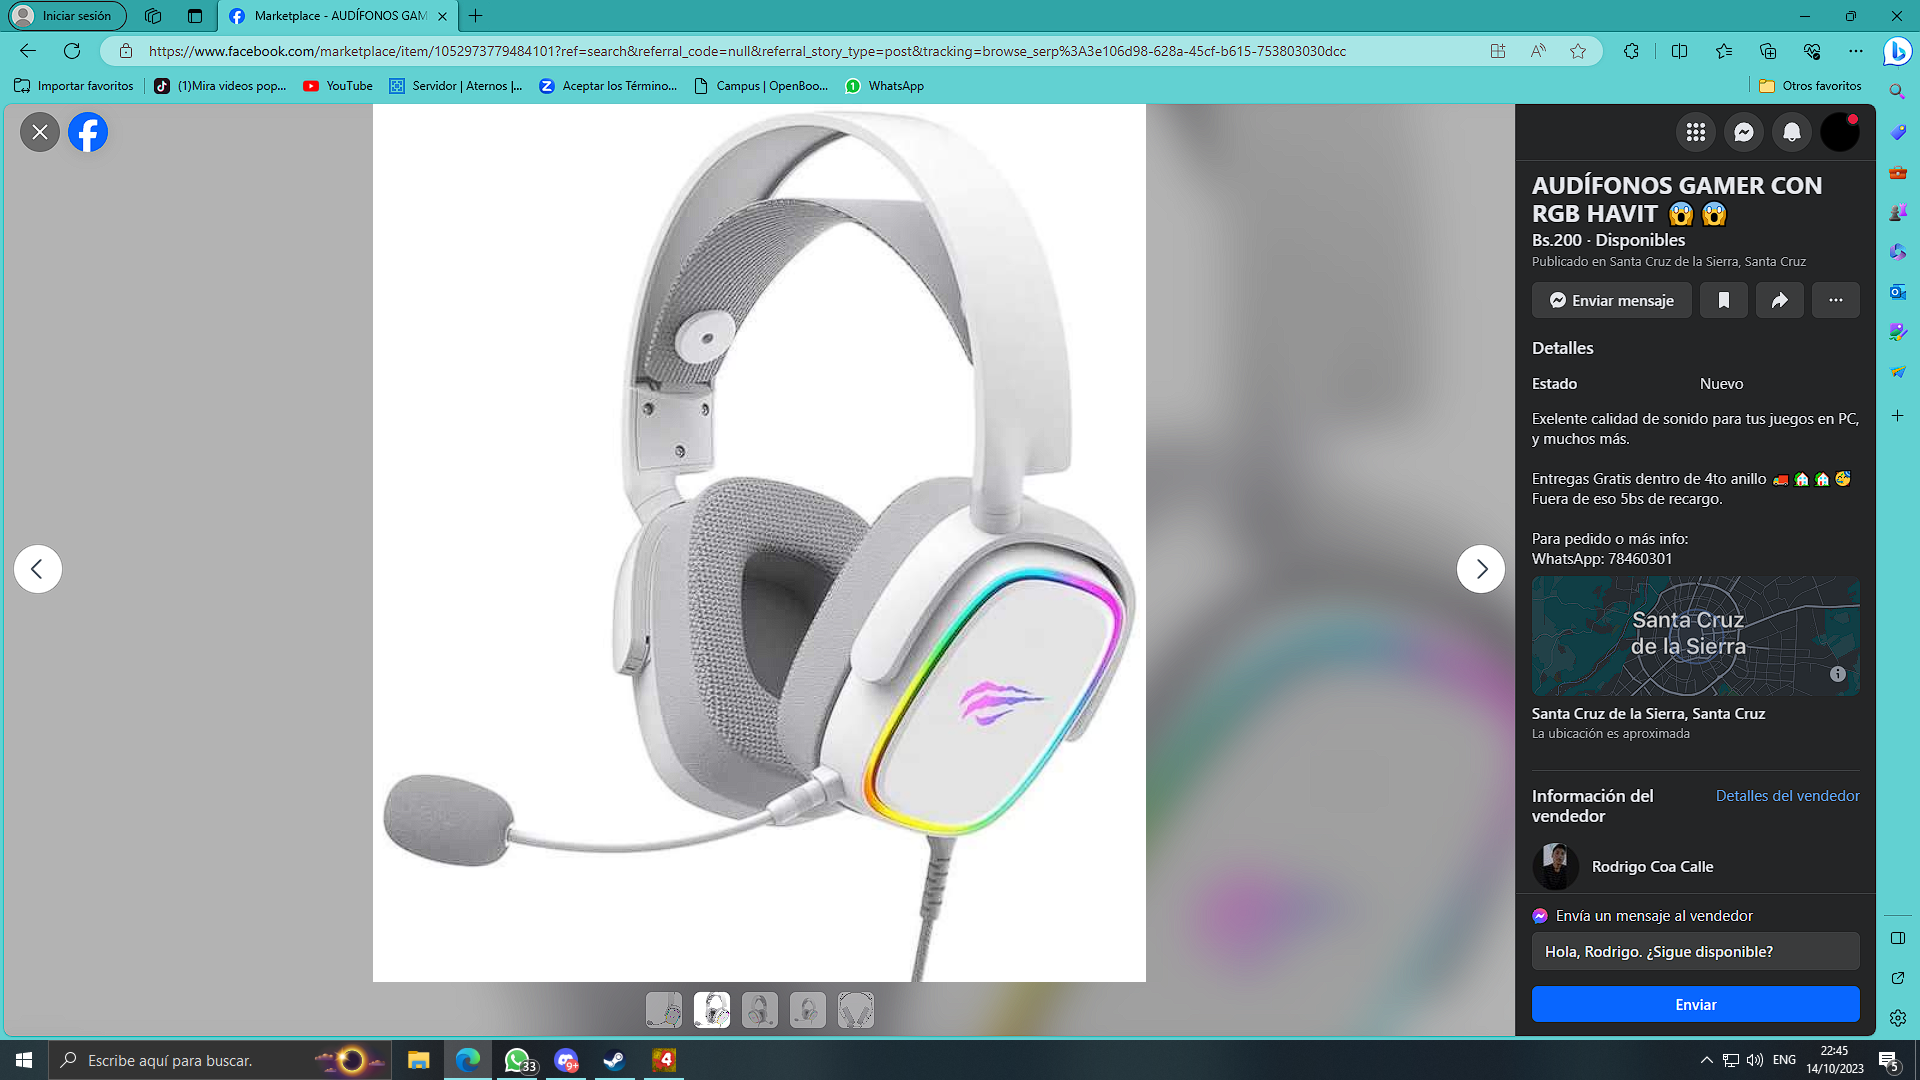 Iniciar sesión
Marketplace - AUDÍFONOS GAM
https://www.facebook.com/marketplace/item/1052973779484101?ref=search&referral_code=null&referral_story_type=post&tracking=browse_serp%3A3e106d98-628a-45cf-b615-753803030dcc
Importar favoritos
(1)Mira videos pop...
YouTube
Servidor | Aternos |...
Aceptar los Término...
Campus | OpenBoo...
1
WhatsApp
Otros favoritos
AUDÍFONOS GAMER CON
RGB HAVIT 😱 😱
Bs.200 · Disponibles
Publicado en Santa Cruz de la Sierra, Santa Cruz
Enviar mensaje
Detalles
Estado Nuevo
Exelente calidad de sonido para tus juegos en PC,
y muchos más.
Entregas Gratis dentro de 4to anillo 🚛 🏠 🏠 🥳
Fuera de eso 5bs de recargo.
Para pedido o más info:
WhatsApp: 78460301
Santa Cruz
de la Sierra
Santa Cruz de la Sierra, Santa Cruz
La ubicación es aproximada
Información del
vendedor
Detalles del vendedor
Rodrigo Coa Calle
Envía un mensaje al vendedor
Hola, Rodrigo. ¿Sigue disponible?
Enviar
Escribe aquí para buscar.
33
9+
4
ENG
22:45
14/10/2023
5